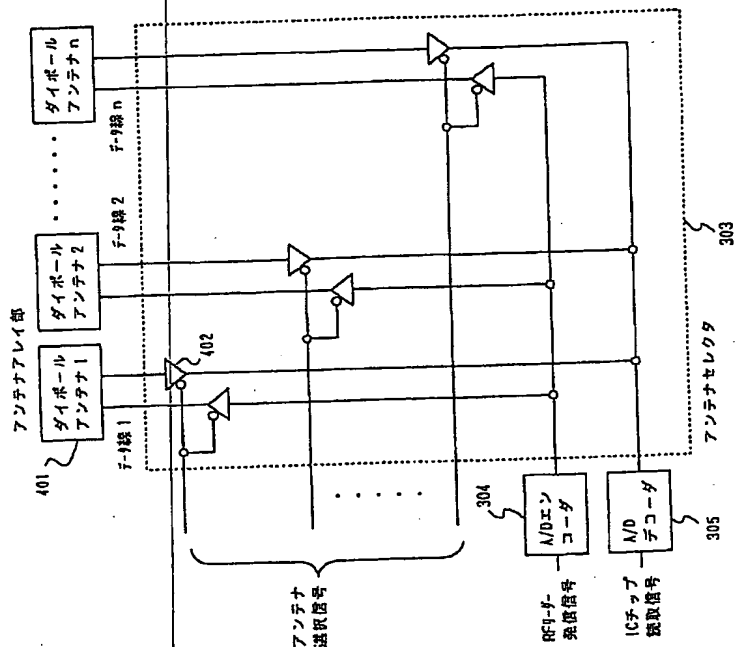 アンテナアレイ部
401
ダイポール
アンテナ1
ダイポール
アンテナ2
・・・・・・
ダイポール
アンテナn
データ線1
データ線2
データ線n
402
アンテナ
選択信号
・・・・・
RFリーダー
発信信号
A/Dエン
コーダ
304
ICチップ
読取信号
A/D
デコーダ
305
アンテナセレクタ
303